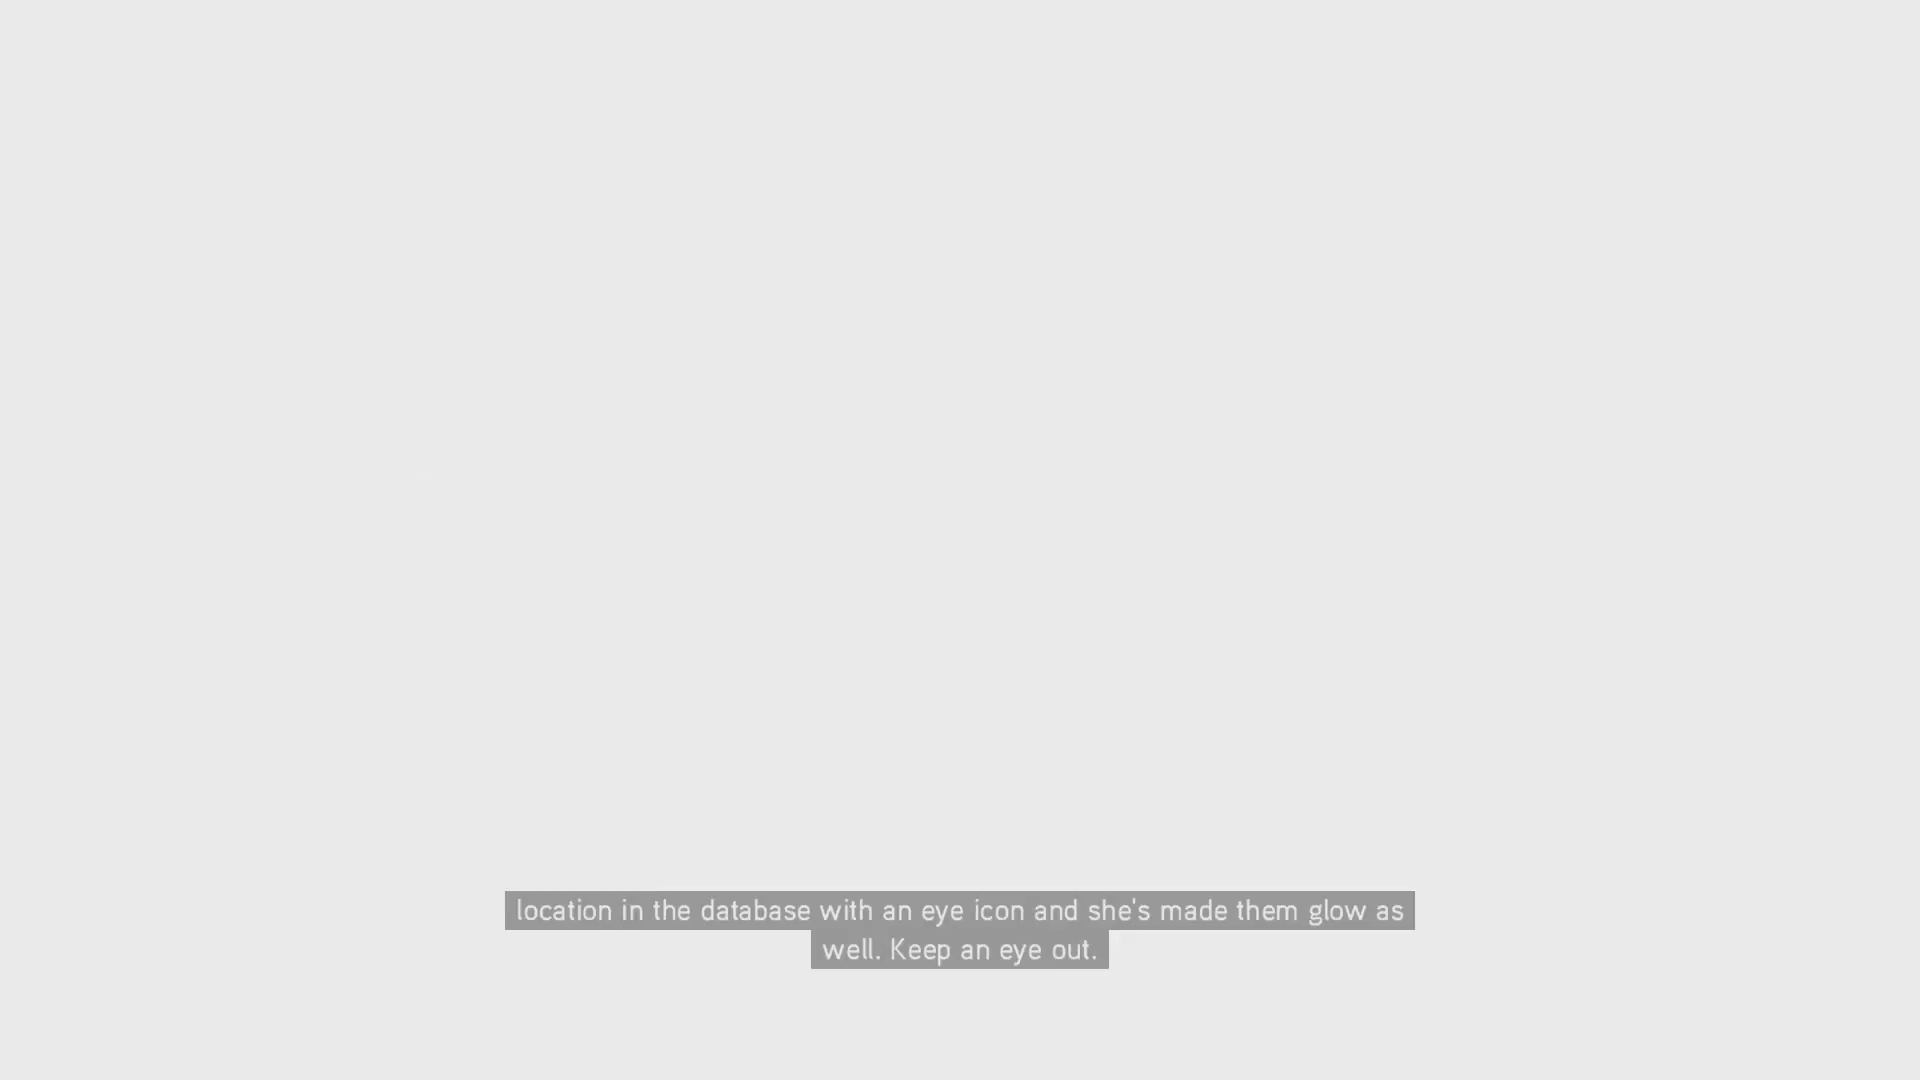 location in the database with an eye icon and she's made them glow as
well. Keep an eye out.